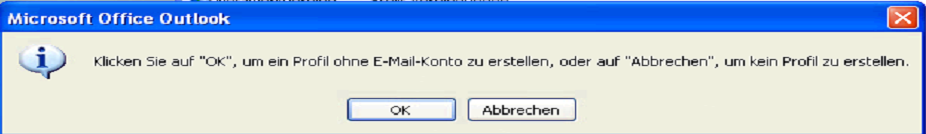 Microsoft Office Outlook
Klicken Sie auf "OK", um ein Profil ohne E-Mail-Konto zu erstellen, oder auf "Abbrechen", um kein Profil zu erstellen.
OK Abbrechen